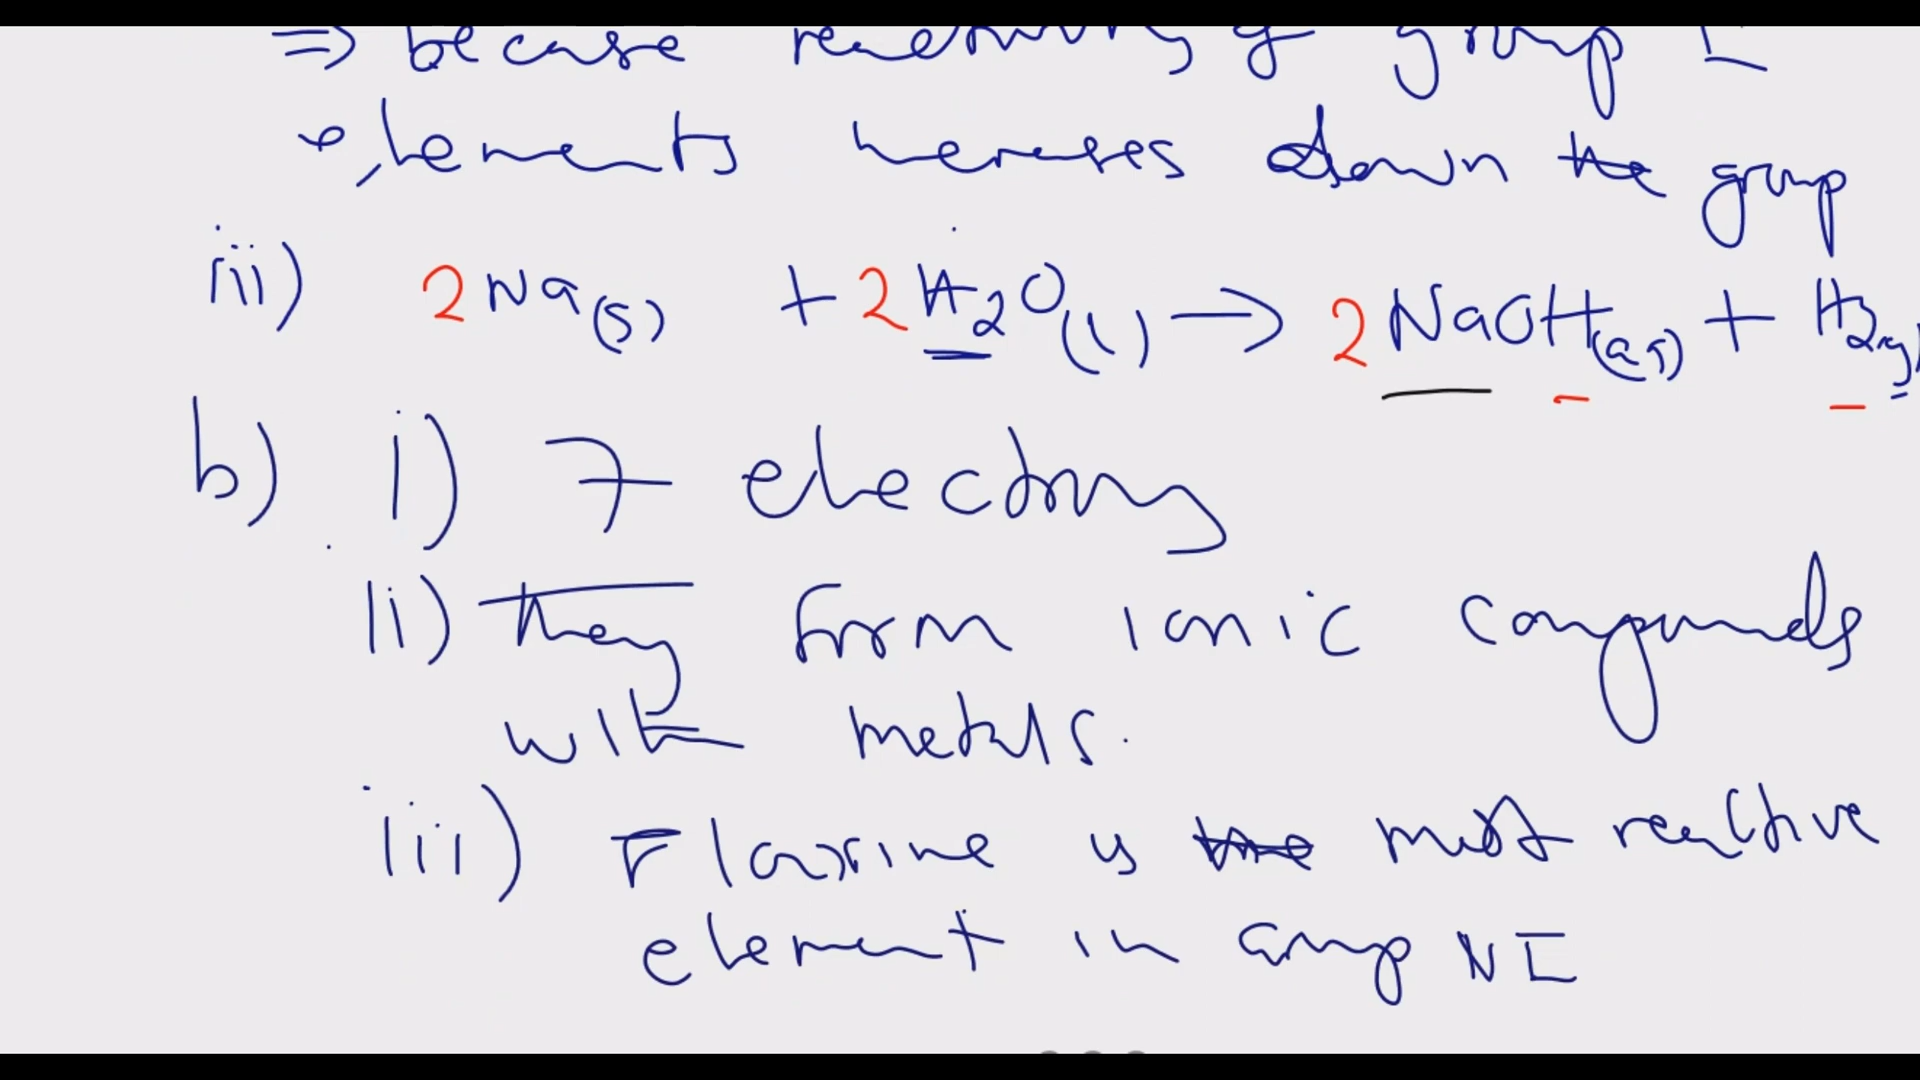 ⇒ because reactivity of group I
elements increases down the group
iii) 2Na(s) + 2H₂O(l) → 2NaOH(aq) + H₂(g)
b) i) 7 electrons
ii) They form ionic compounds
with metals.
iii) Flourine is the most reactive
element in group VII